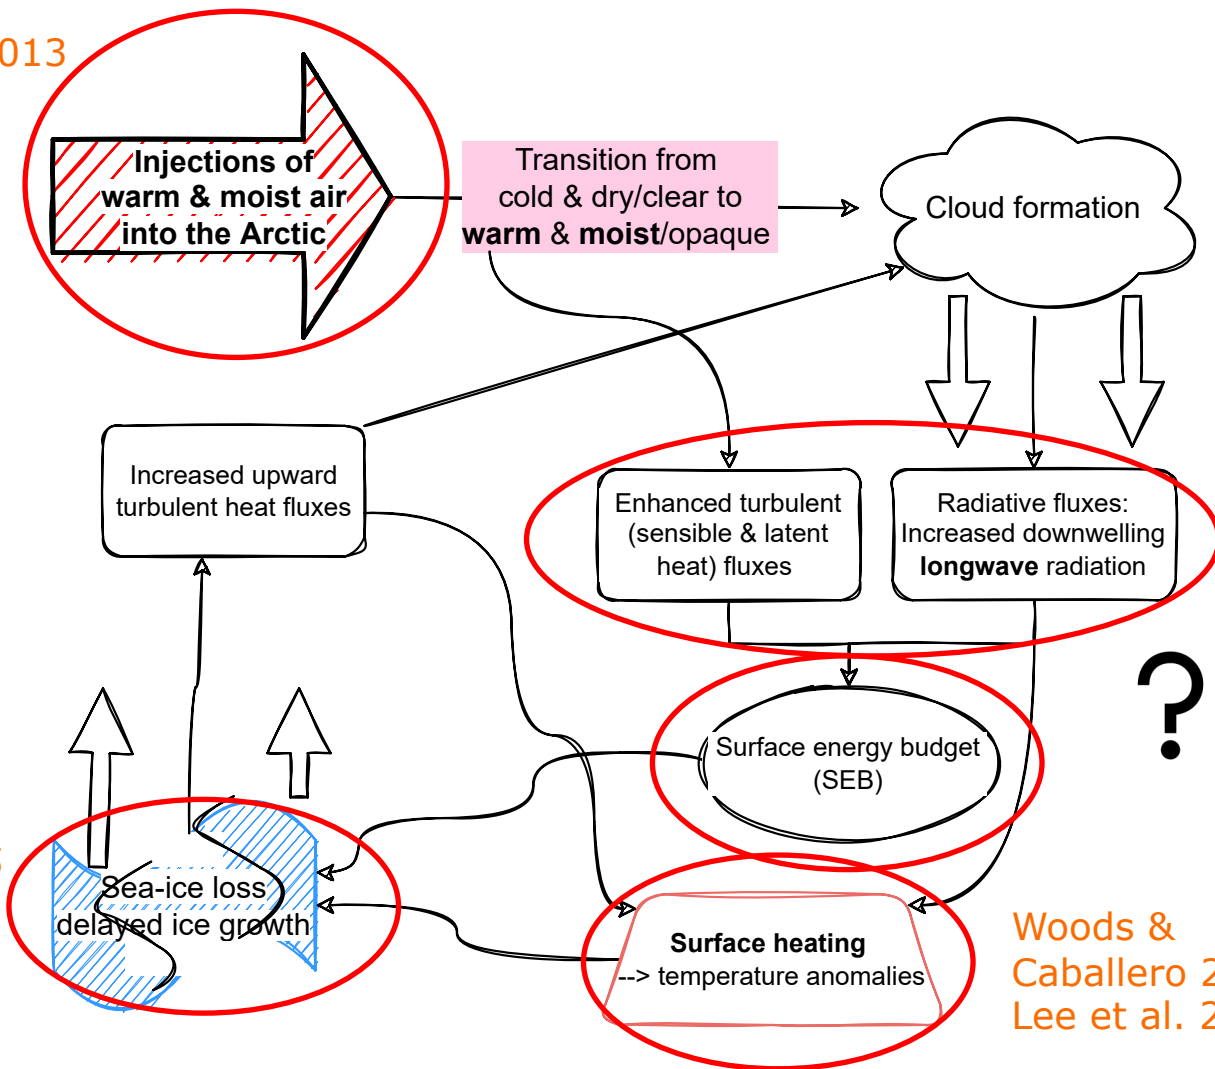 013
Injections of
warm & moist air
into the Arctic
Transition from
cold & dry/clear to
warm & moist/opaque
Cloud formation
Increased upward
turbulent heat fluxes
Enhanced turbulent
(sensible & latent
heat) fluxes
Radiative fluxes:
Increased downwelling
longwave radiation
?
Surface energy budget
(SEB)
Sea-ice loss
delayed ice growth
Surface heating
--> temperature anomalies
Woods &
Caballero 2
Lee et al. 2